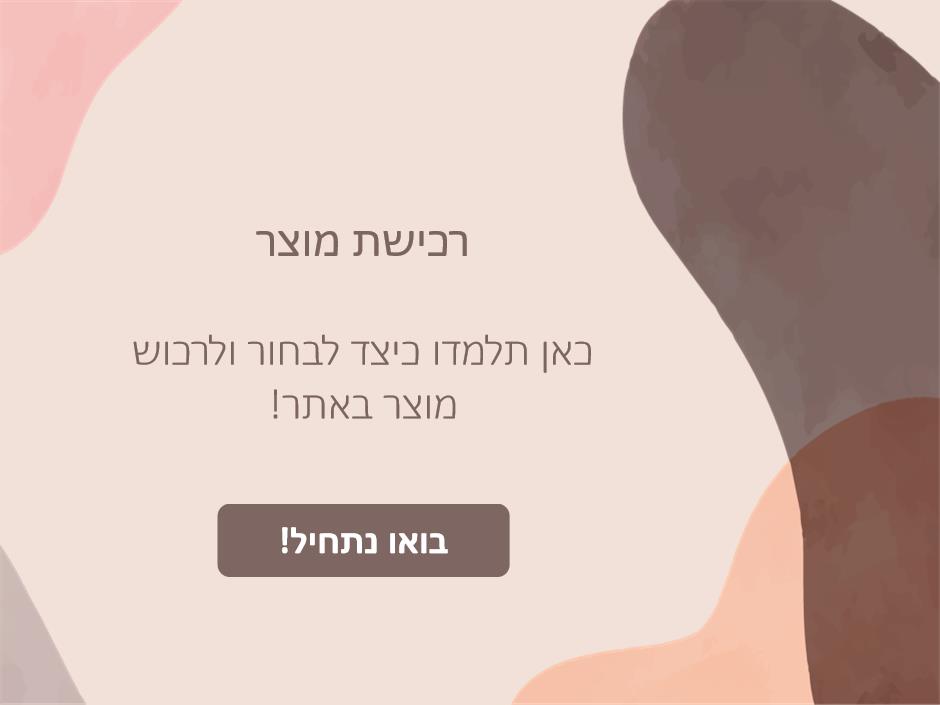 רכישת מוצר
כאן תלמדו כיצד לבחור ולרכוש
מוצר באתר!
בואו נתחיל!